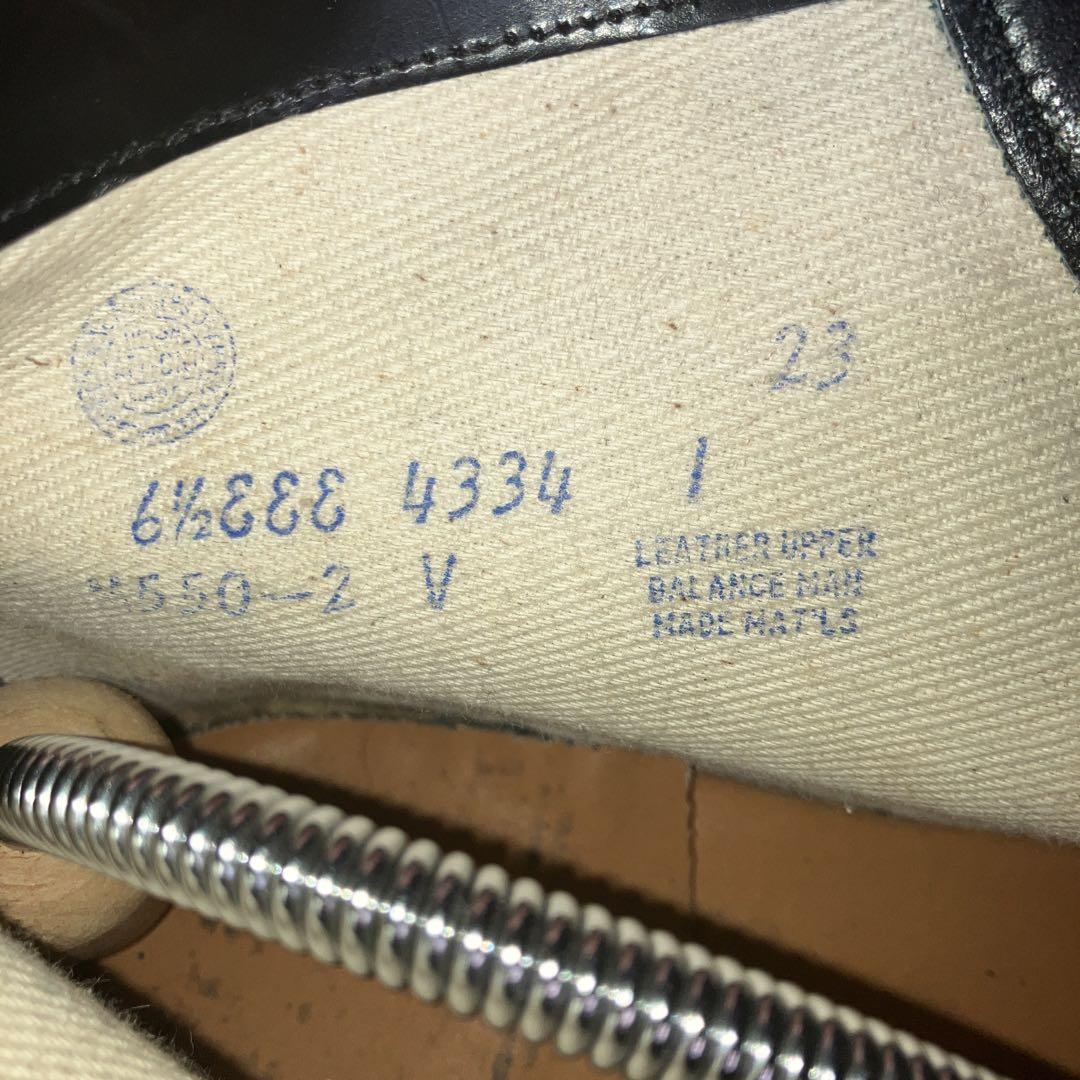 23
6½EEE 4334 1
550-2 V
LEATHER UPPER
BALANCE MAN
MADE MAT'LS